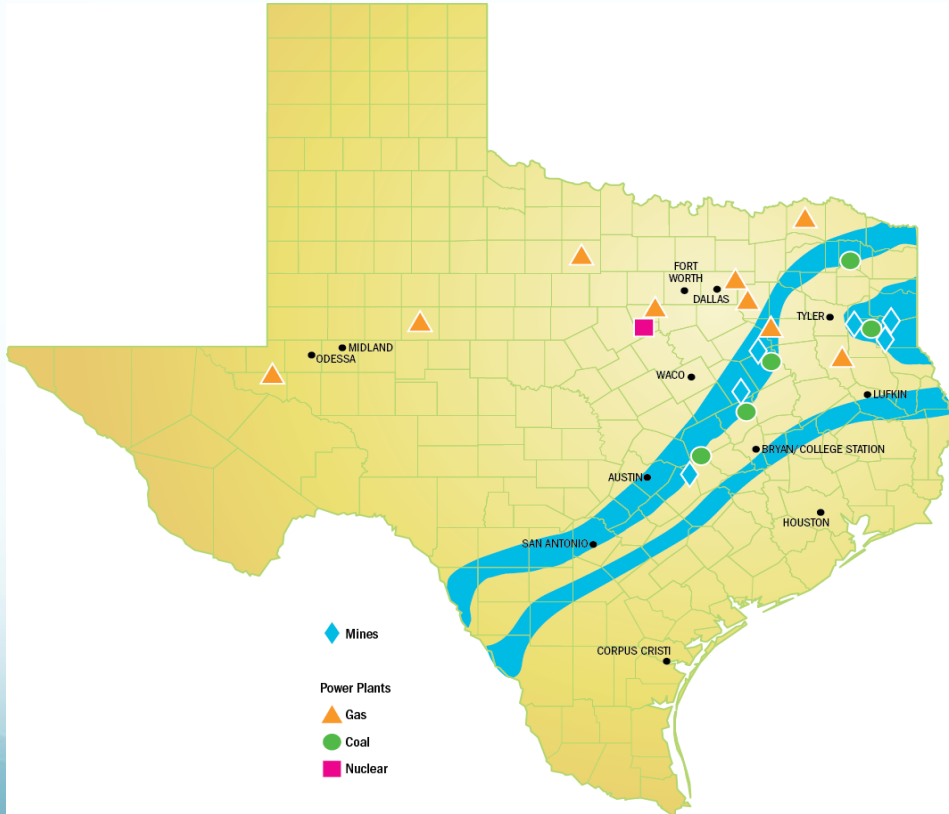 FORT
WORTH
DALLAS
TYLER
MIDLAND
ODESSA
WACO
LUFKIN
BRYAN/COLLEGE STATION
AUSTIN
HOUSTON
SAN ANTONIO
Mines
CORPUS CRISTI
Power Plants
Gas
Coal
Nuclear